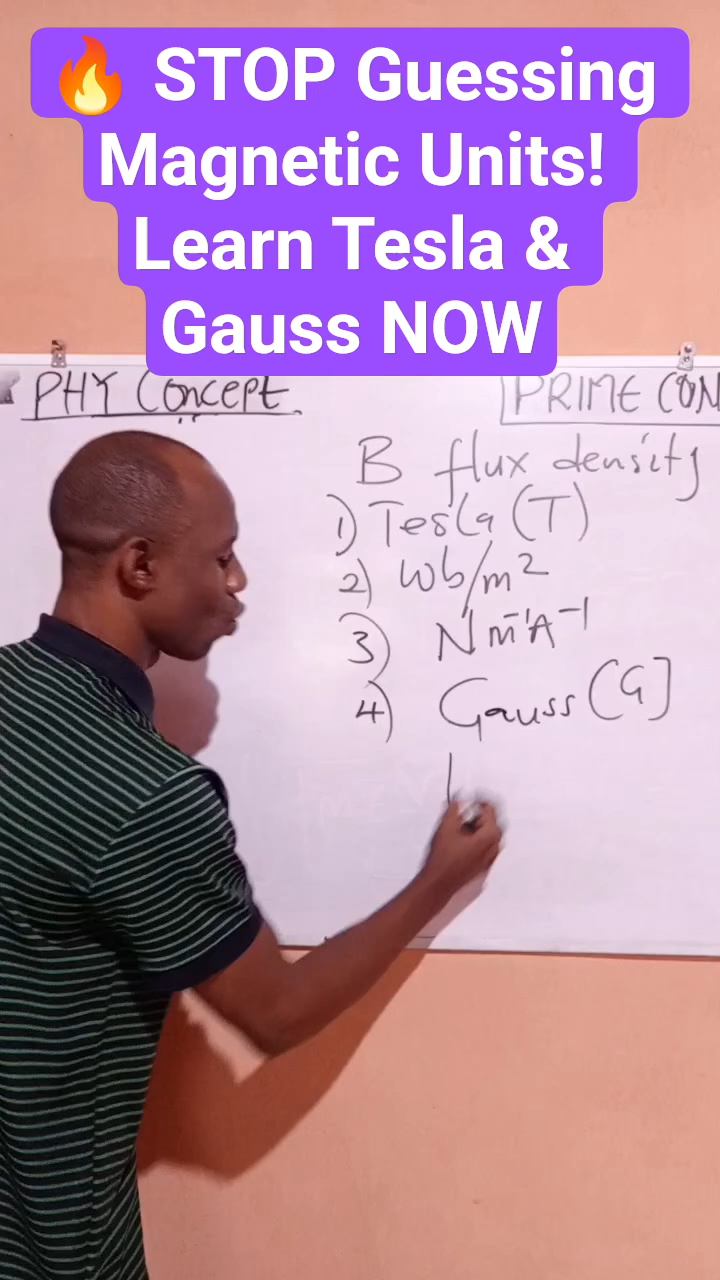 🔥 STOP Guessing
Magnetic Units!
Learn Tesla &
Gauss NOW
PHY Concept
PRIME CON
B flux density
1) Tesla (T)
2) Wb/m²
3) N m⁻¹A⁻¹
4) Gauss (G]